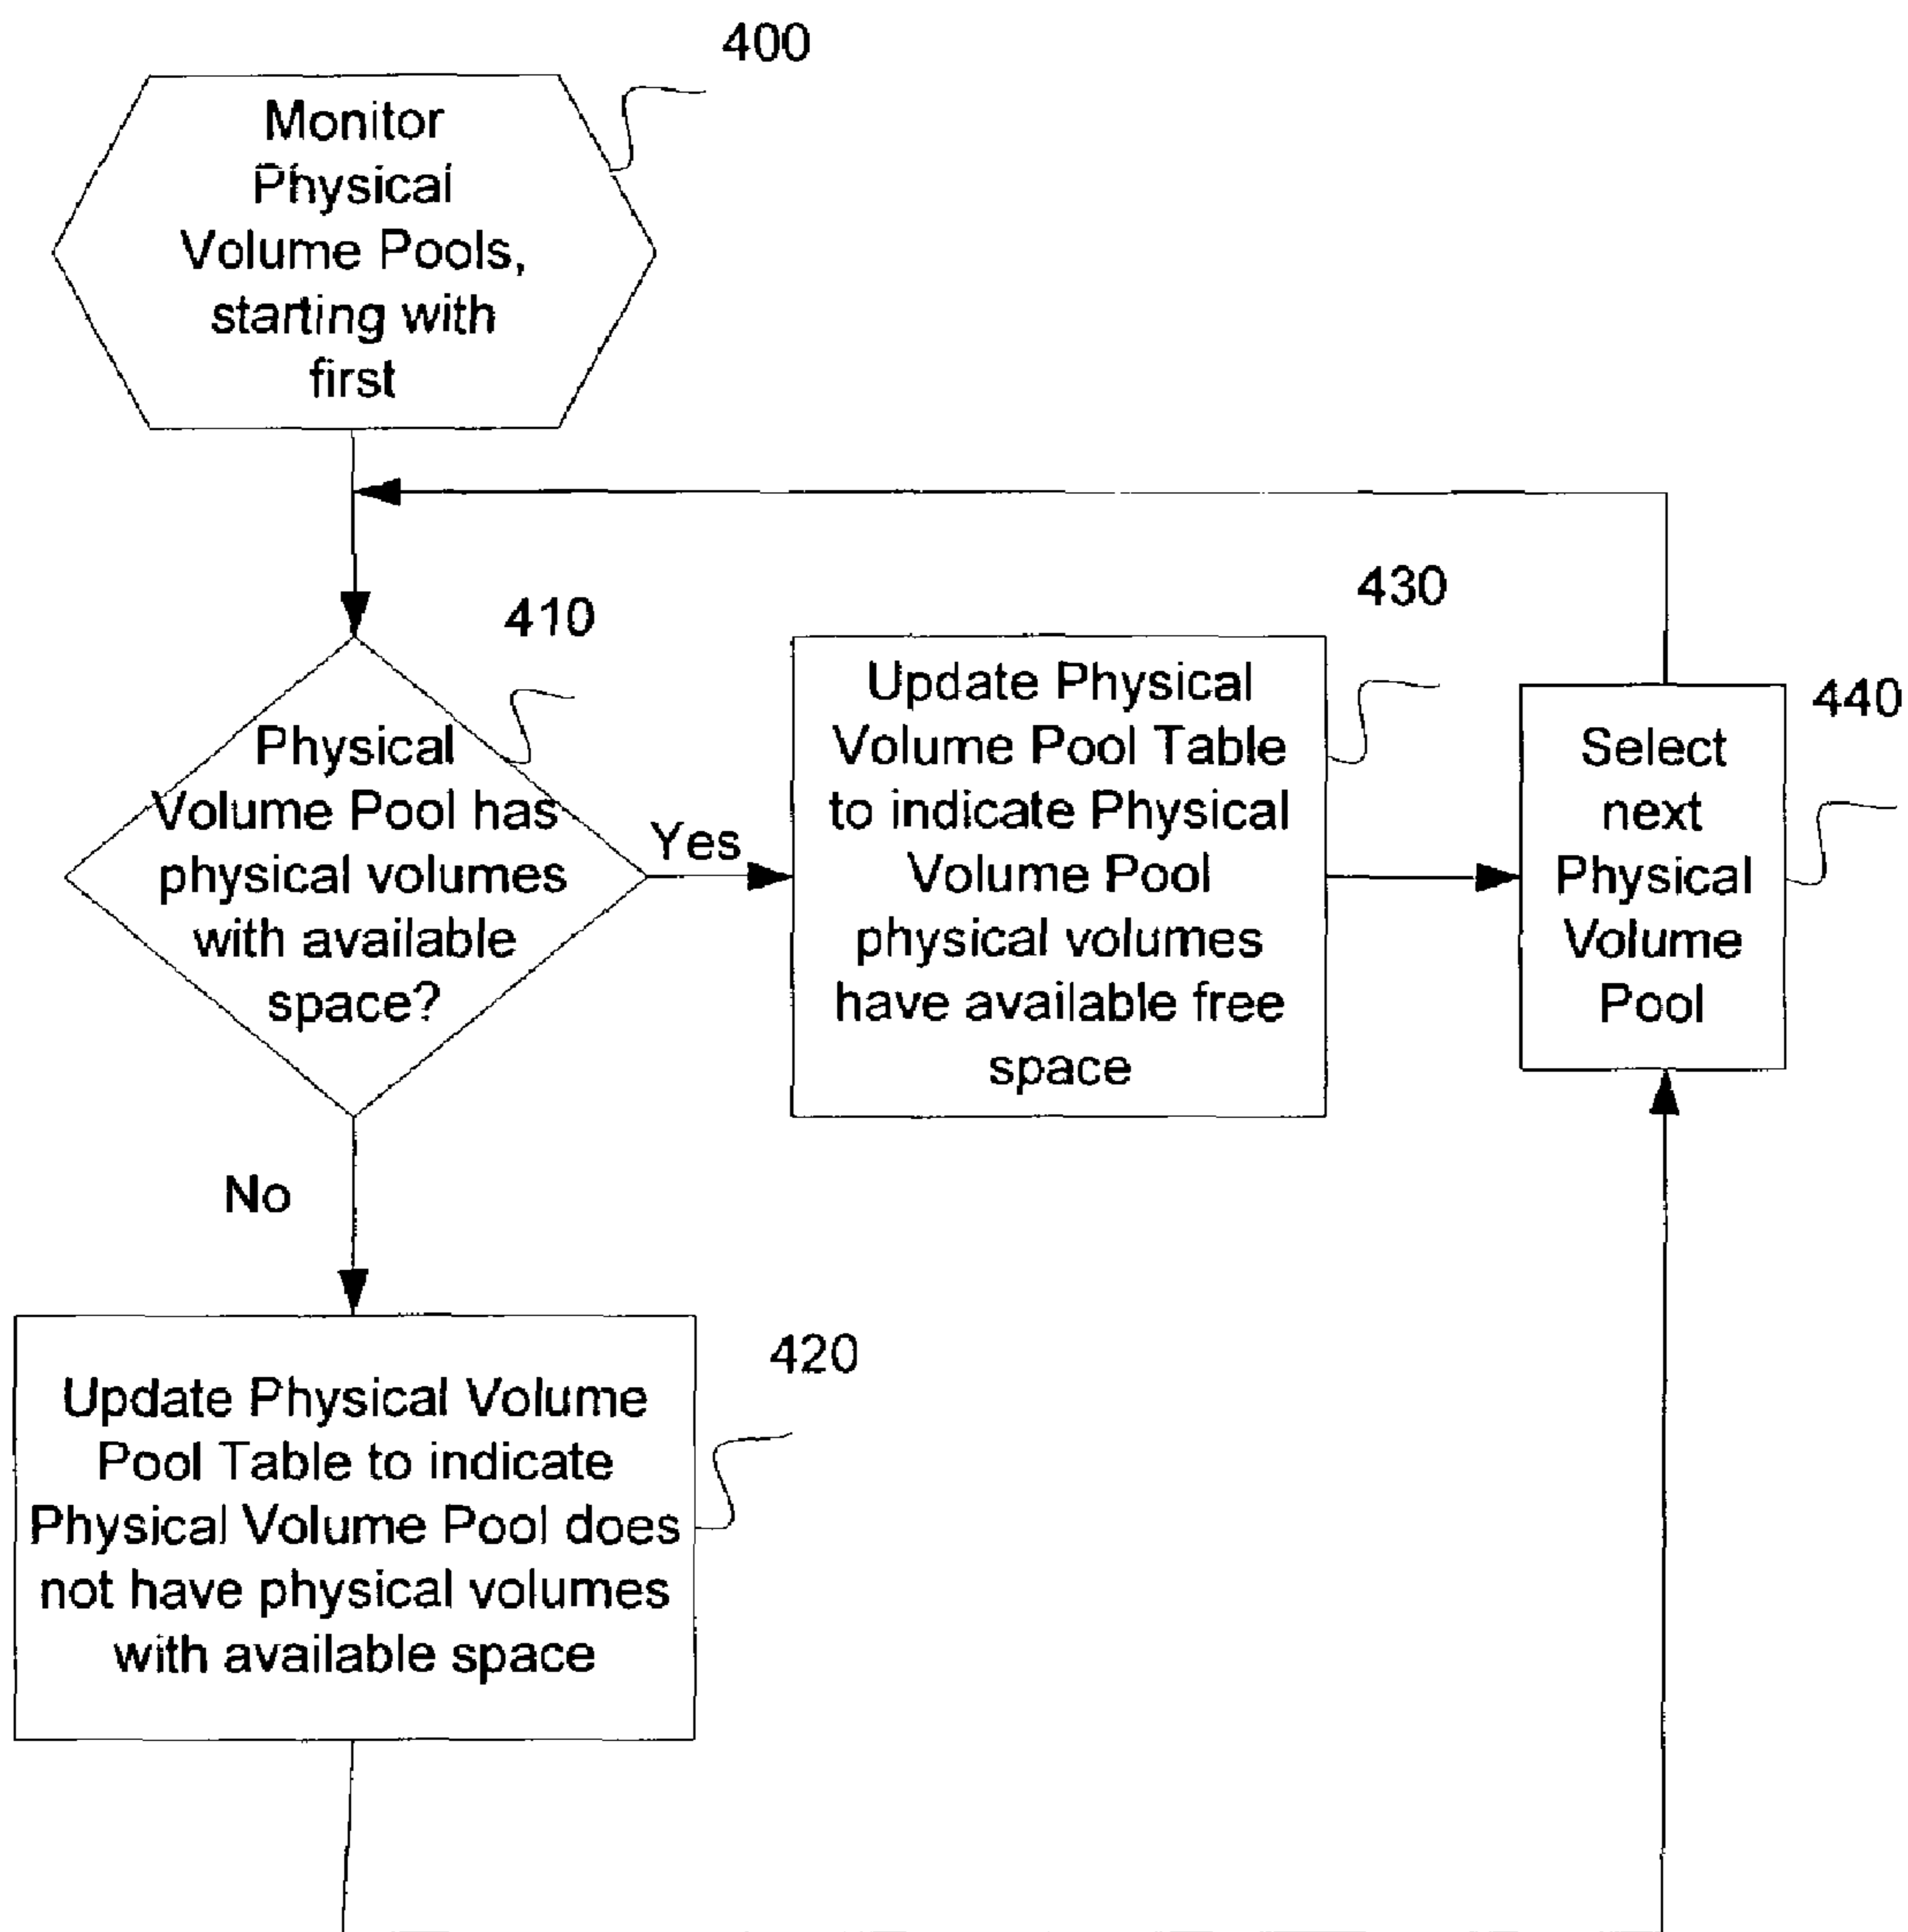 400
Monitor
Physical
Volume Pools,
starting with
first
410
Physical
Volume Pool has
physical volumes
with available
space?
Yes
430
Update Physical
Volume Pool Table
to indicate Physical
Volume Pool
physical volumes
have available free
space
440
Select
next
Physical
Volume
Pool
No
420
Update Physical Volume
Pool Table to indicate
Physical Volume Pool does
not have physical volumes
with available space